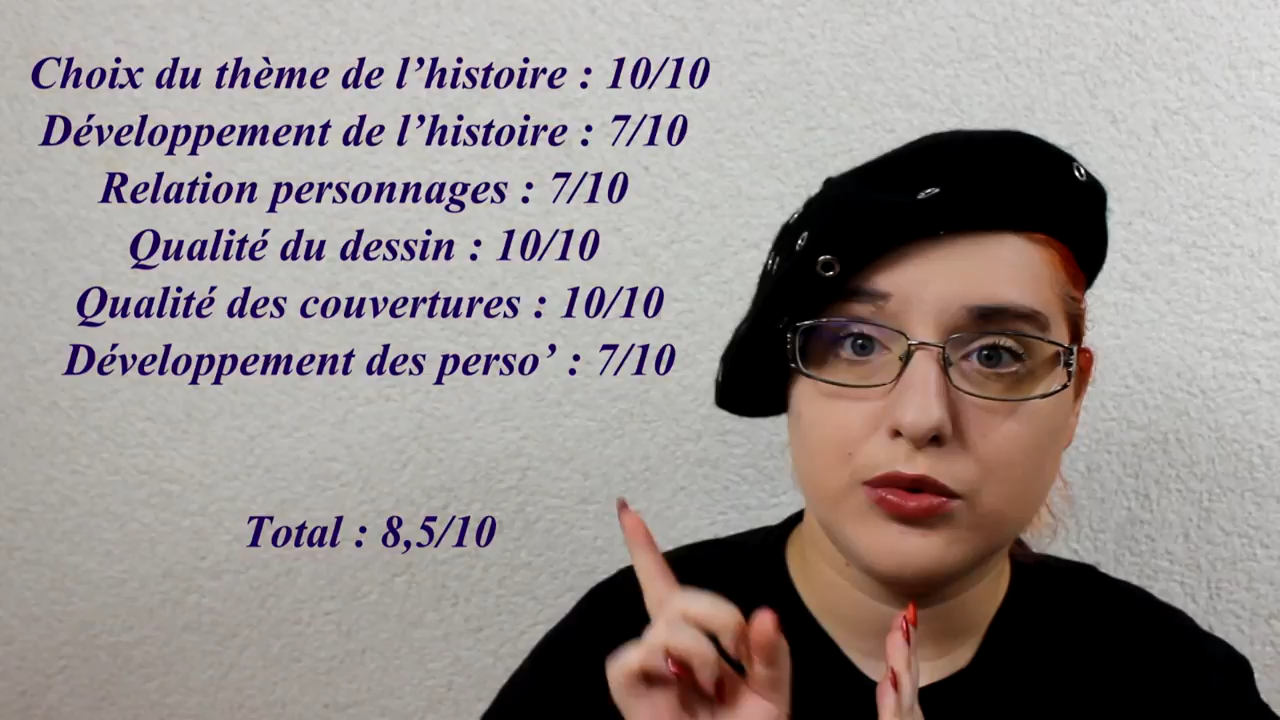 Choix du thème de l’histoire : 10/10
Développement de l’histoire : 7/10
Relation personnages : 7/10
Qualité du dessin : 10/10
Qualité des couvertures : 10/10
Développement des perso’ : 7/10
Total : 8,5/10